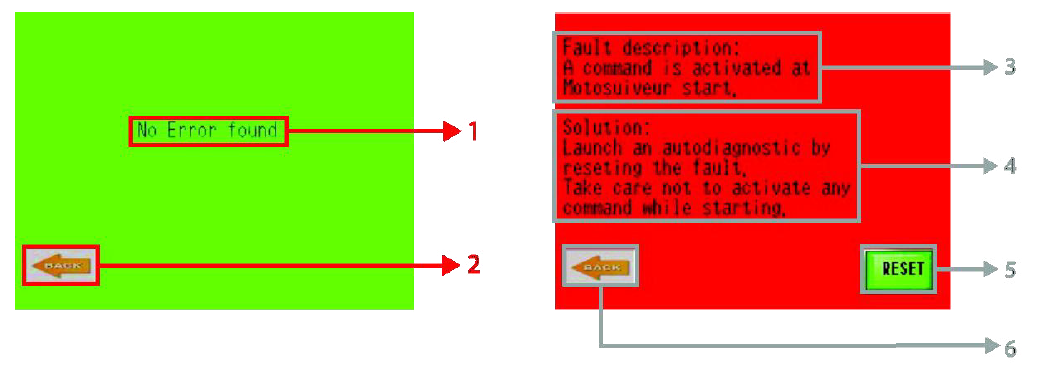 No Error found
1
BACK
2
Fault description:
A command is activated at
Motosuiveur start.
3
Solution:
Launch an autodiagnostic by
reseting the fault.
Take care not to activate any
command while starting.
4
BACK
RESET
5
6